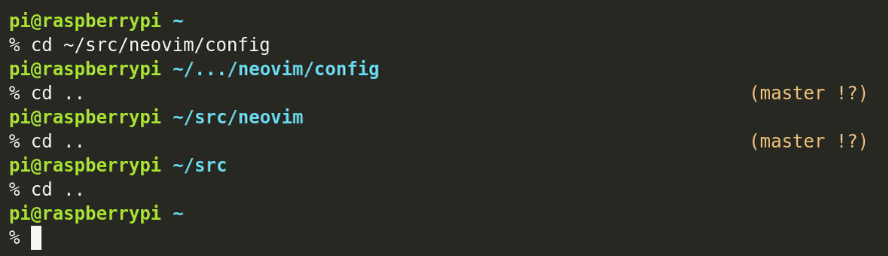 pi@raspberrypi ~
% cd ~/src/neovim/config
pi@raspberrypi ~/.../neovim/config
% cd .. (master !?)
pi@raspberrypi ~/src/neovim
% cd .. (master !?)
pi@raspberrypi ~/src
% cd ..
pi@raspberrypi ~
%